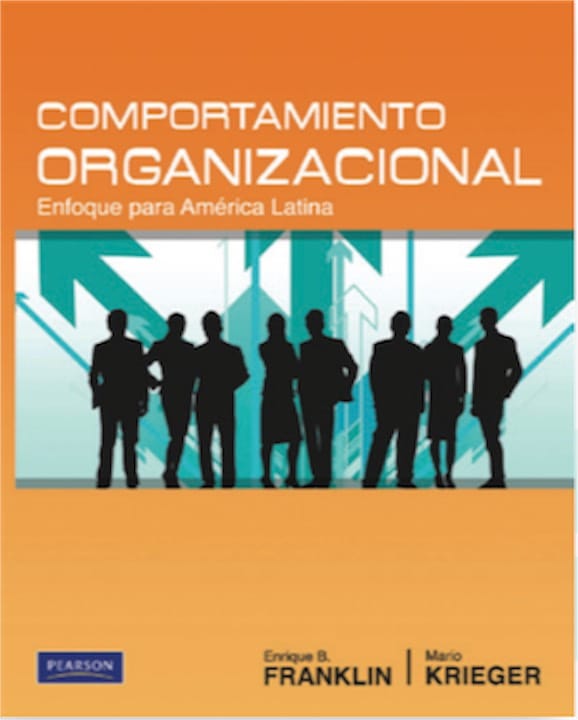 COMPORTAMIENTO
ORGANIZACIONAL
Enfoque para América Latina
PEARSON
Enrique B.
FRANKLIN
Mario
KRIEGER